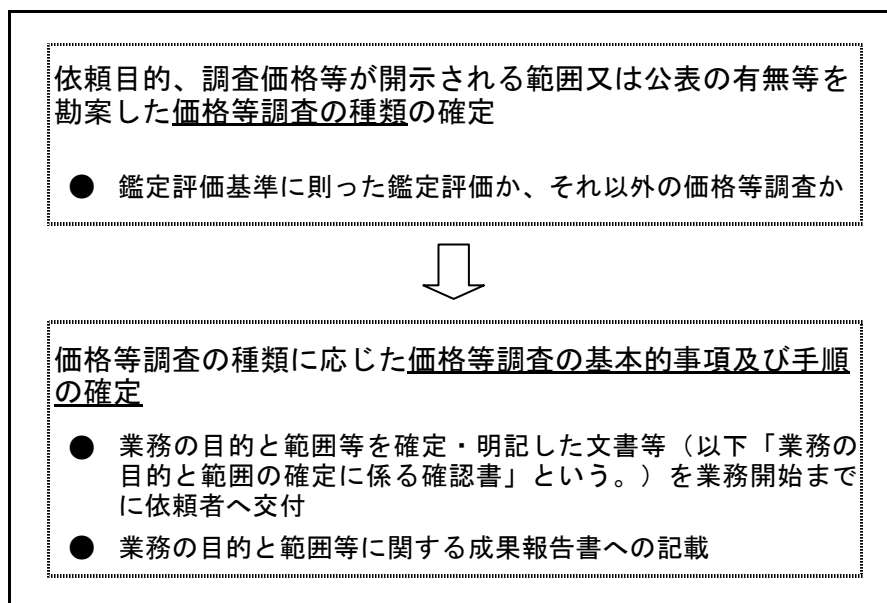 依頼目的、調査価格等が開示される範囲又は公表の有無等を
勘案した価格等調査の種類の確定
● 鑑定評価基準に則った鑑定評価か、それ以外の価格等調査か
価格等調査の種類に応じた価格等調査の基本的事項及び手順
の確定
● 業務の目的と範囲等を確定・明記した文書等（以下「業務の
目的と範囲の確定に係る確認書」という。）を業務開始まで
に依頼者へ交付
● 業務の目的と範囲等に関する成果報告書への記載